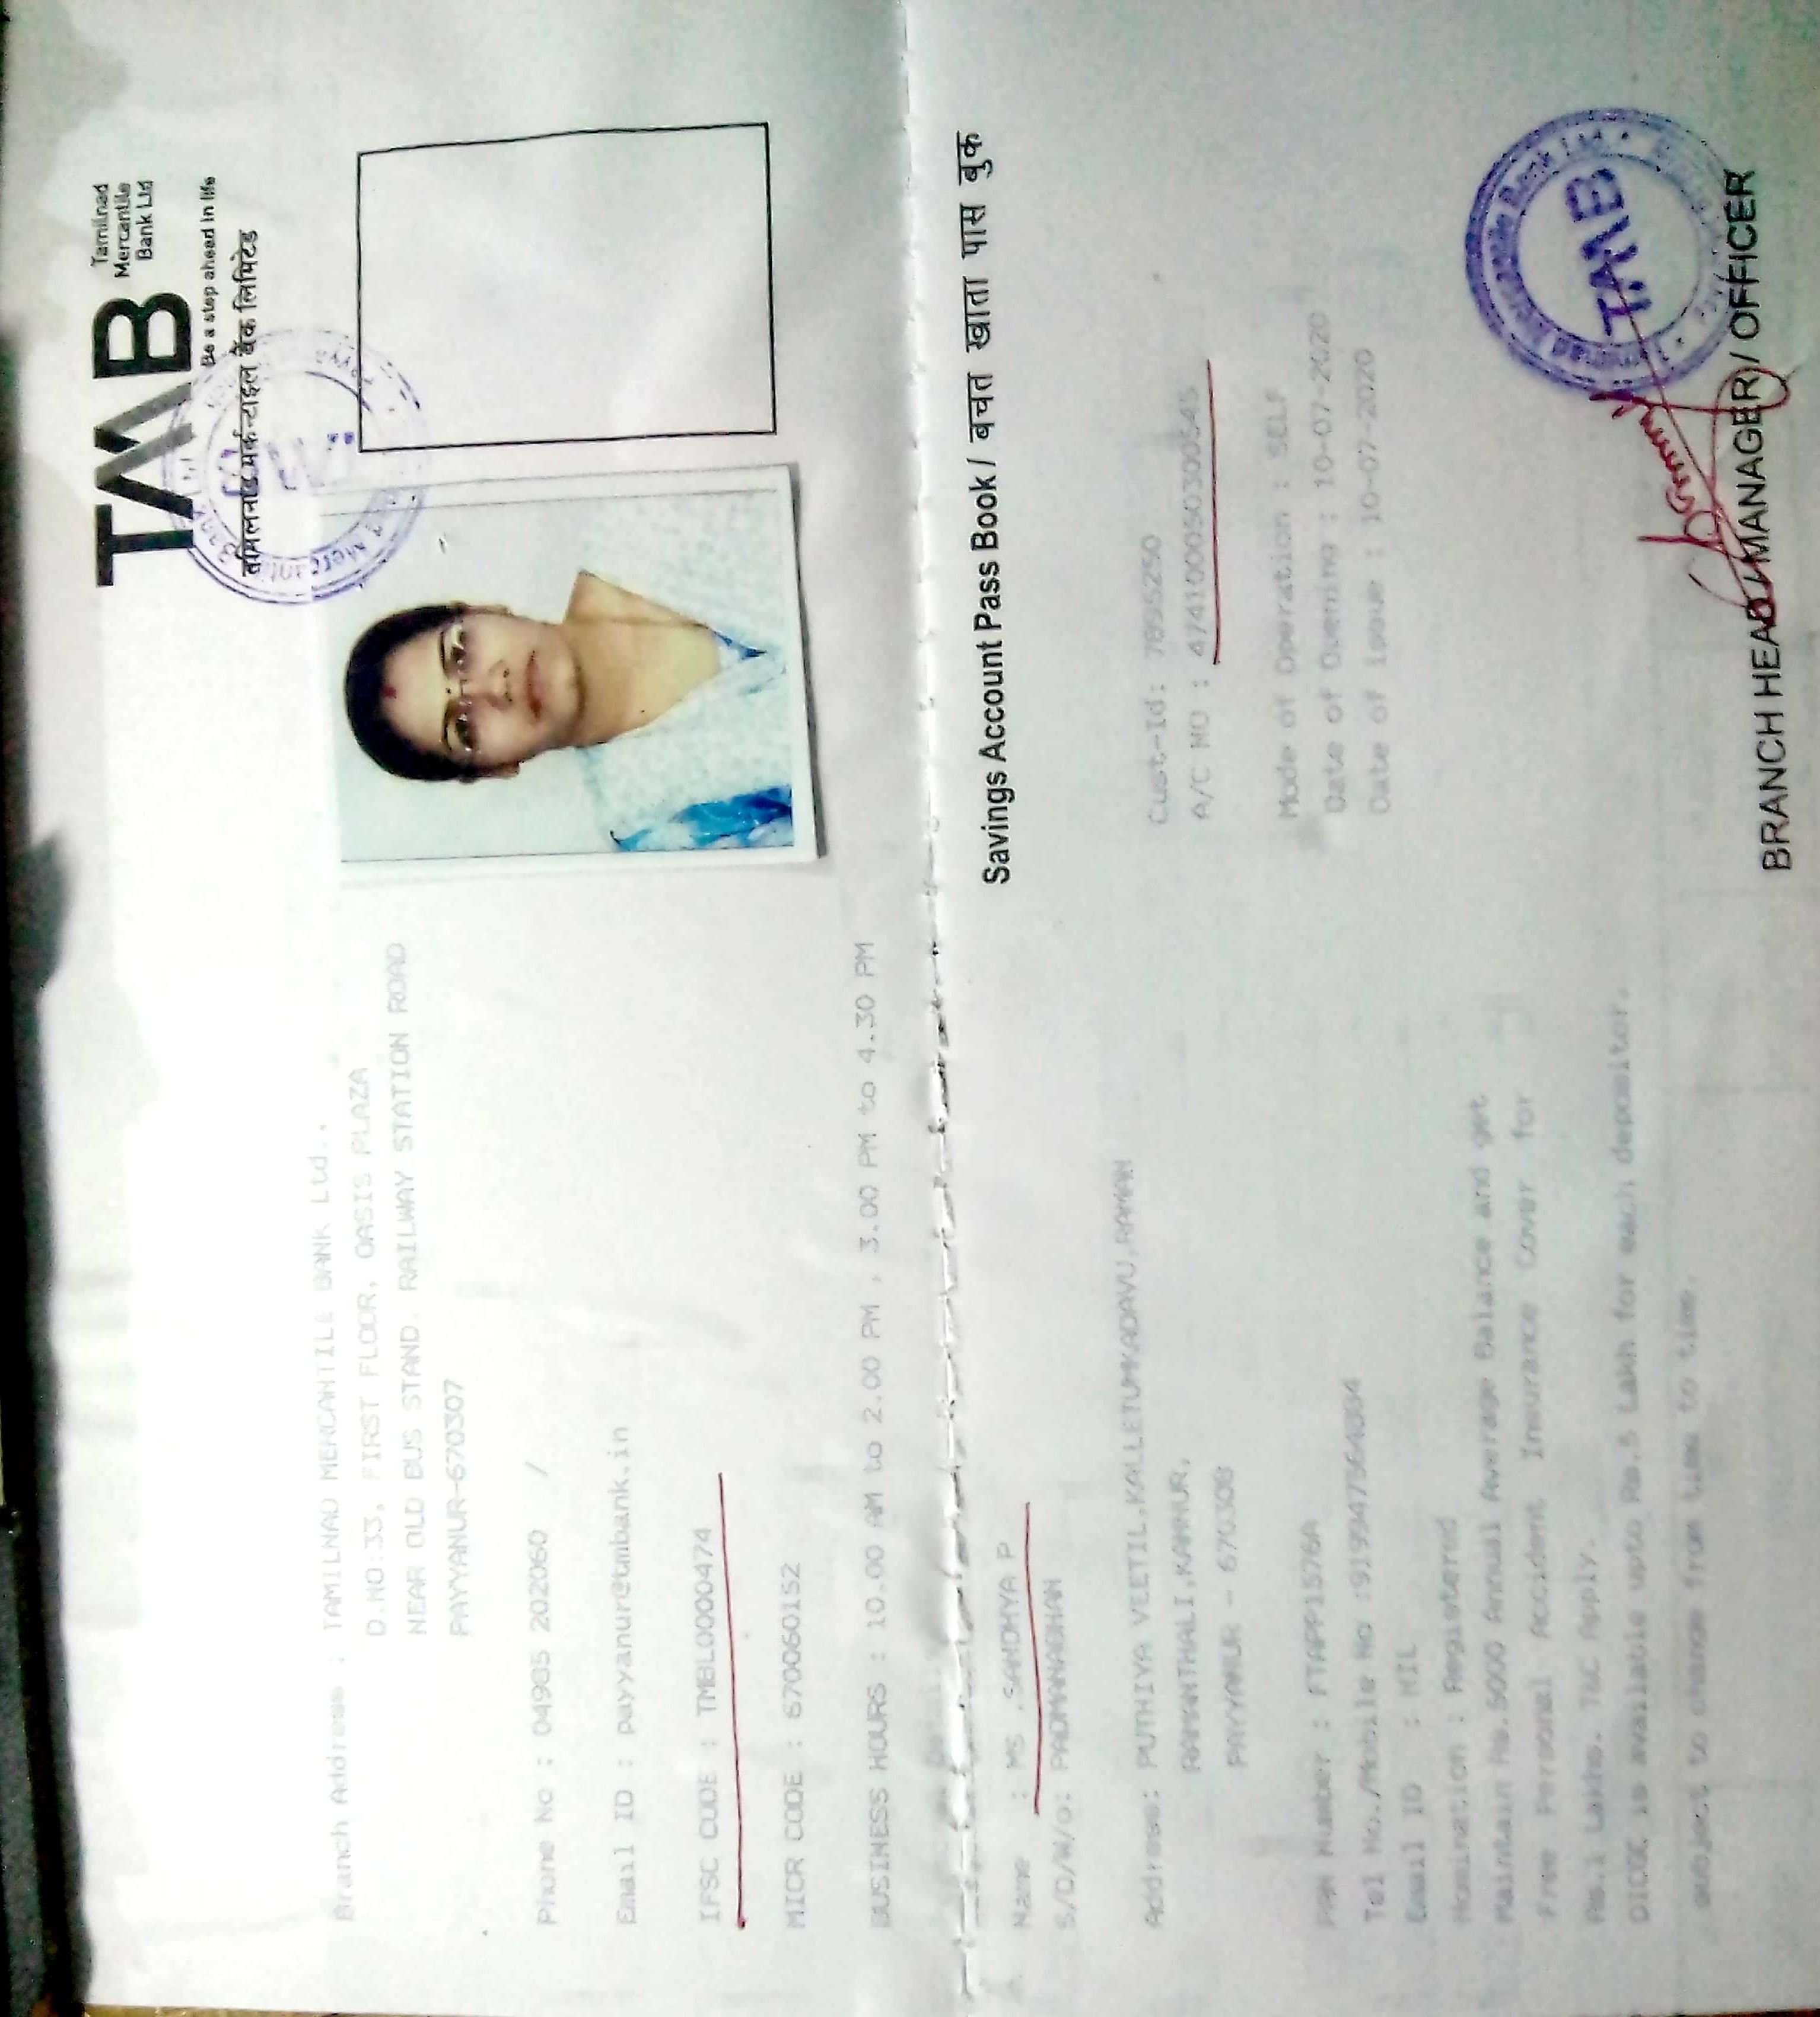 TMB
Tamilnad
Mercantile
Bank Ltd
Be a step ahead in life
तमिलनाडु मर्केन्टाइल बैंक लिमिटेड
Branch Address : TAMILNAD MERCANTILE BANK Ltd.,
D.NO:33, FIRST FLOOR, OASIS PLAZA
NEAR OLD BUS STAND, RAILWAY STATION ROAD
PAYYANUR-670307
Phone No : 04985 202060 /
Email ID : payyanur@tmbank.in
IFSC CODE : TMBL0000474
MICR CODE : 670060152
BUSINESS HOURS : 10.00 AM to 2.00 PM , 3.00 PM to 4.30 PM
Savings Account Pass Book / बचत खाता पास बुक
Name : MS .SANDHYA P
S/D/W/o: PADMANABHAN
Cust-Id:
A/C NO : 474100050300545
Address: PUTHIYA VEETIL,KALLETUMKADAVU,RAMAN
RAMANTHALI,KANNUR,
PAYYANUR - 670308
Mode of Operation : SELF
Date of Opening : 10-07-2020
Date of issue : 10-07-2020
PAN Number : FTAPP1576A
Tel No./Mobile No :
Email ID : NIL
Nomination : Registered
Maintain Rs.5000 Annual Average Balance and get
Free Personal Accident Insurance Cover for
Rs.1 Lakhs. T&C Apply.
DICGC is available upto Rs.5 Lakh for each depositor.
subject to change from time to time.
TMB
BRANCH HEAD / MANAGER / OFFICER